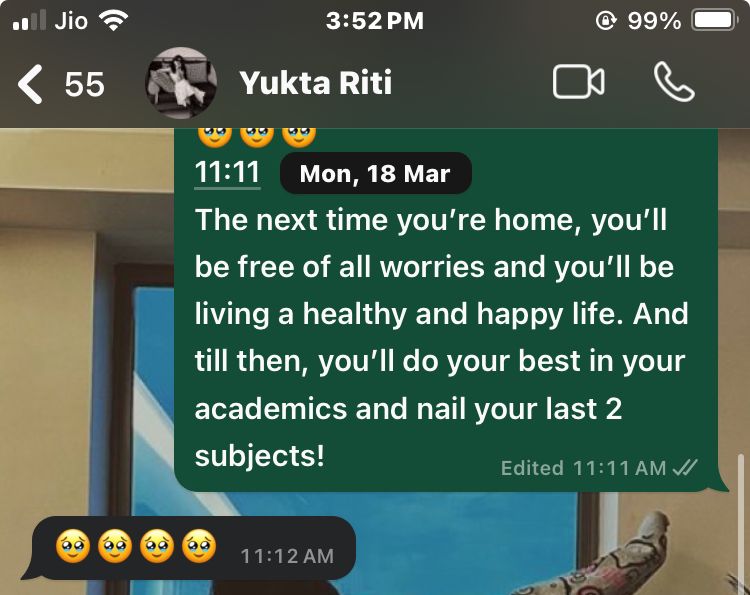 Jio 3:52 PM 99%
55 Yukta Riti
🥹🥹🥹
11:11
Mon, 18 Mar
The next time you’re home, you’ll
be free of all worries and you’ll be
living a healthy and happy life. And
till then, you’ll do your best in your
academics and nail your last 2
subjects!
Edited 11:11 AM
🥹🥹🥹🥹 11:12 AM